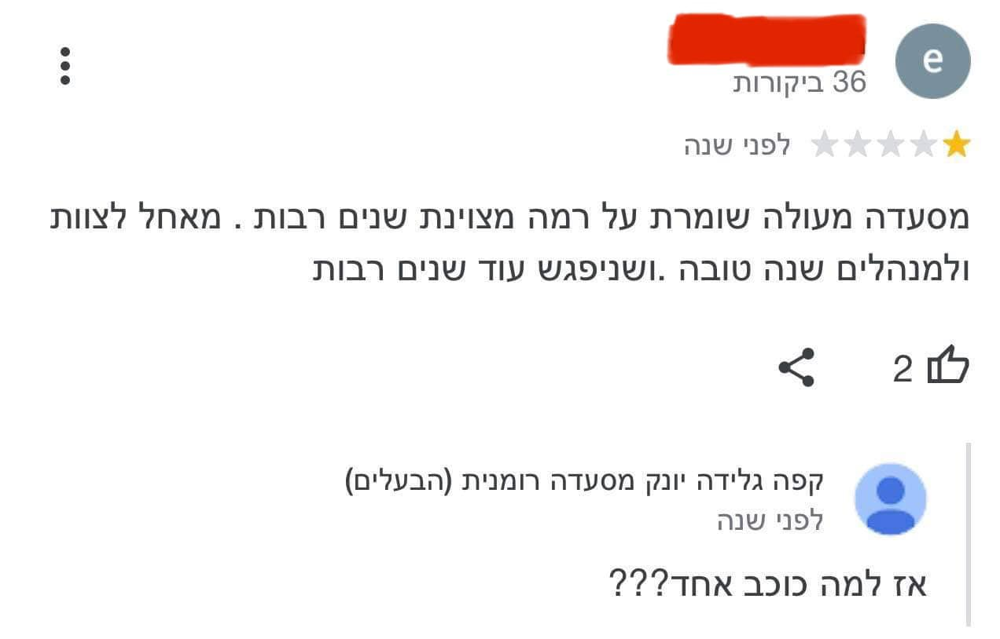 e
36 ביקורות
לפני שנה
מסעדה מעולה שומרת על רמה מצוינת שנים רבות . מאחל לצוות
ולמנהלים שנה טובה .ושניפגש עוד שנים רבות
2
קפה גלידה יונק מסעדה רומנית (הבעלים)
לפני שנה
אז למה כוכב אחד???